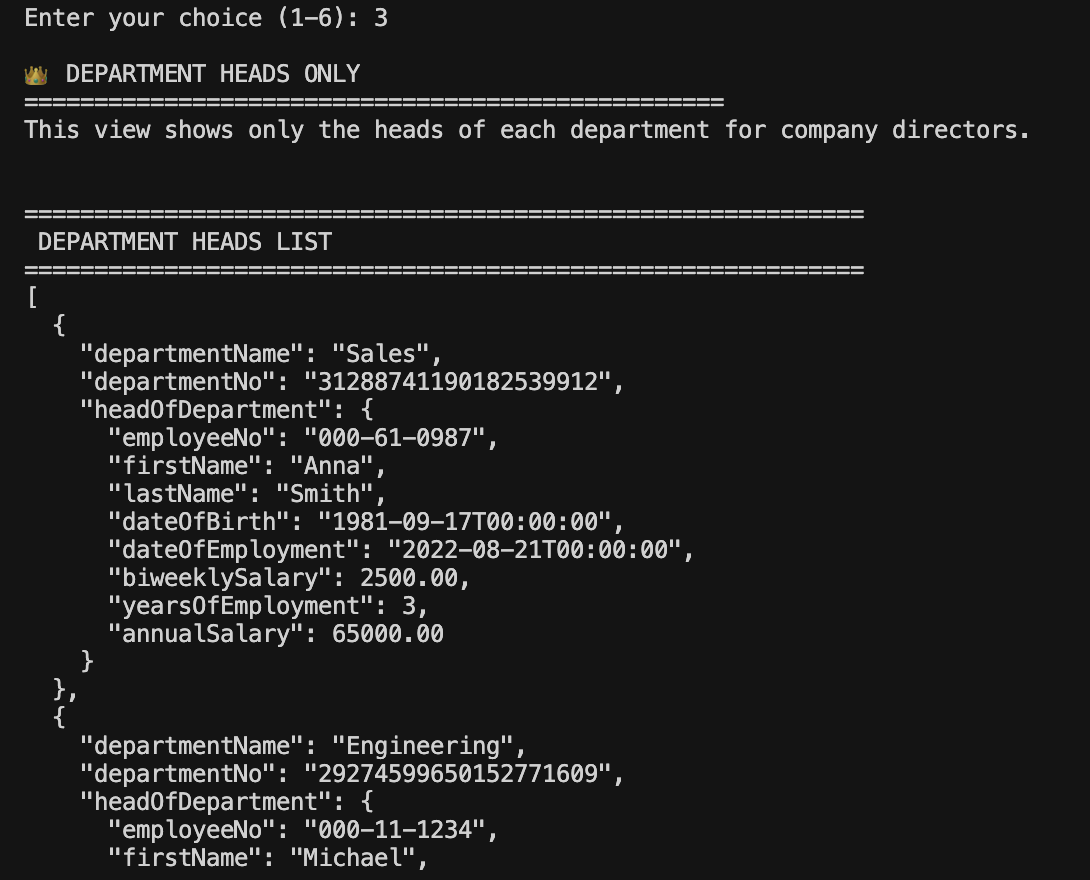 Enter your choice (1-6): 3
👑 DEPARTMENT HEADS ONLY
==================================================
This view shows only the heads of each department for company directors.
============================================================
 DEPARTMENT HEADS LIST
============================================================
[
  {
    "departmentName": "Sales",
    "departmentNo": "31288741190182539912",
    "headOfDepartment": {
      "employeeNo": "000-61-0987",
      "firstName": "Anna",
      "lastName": "Smith",
      "dateOfBirth": "1981-09-17T00:00:00",
      "dateOfEmployment": "2022-08-21T00:00:00",
      "biweeklySalary": 2500.00,
      "yearsOfEmployment": 3,
      "annualSalary": 65000.00
    }
  },
  {
    "departmentName": "Engineering",
    "departmentNo": "29274599650152771609",
    "headOfDepartment": {
      "employeeNo": "000-11-1234",
      "firstName": "Michael",